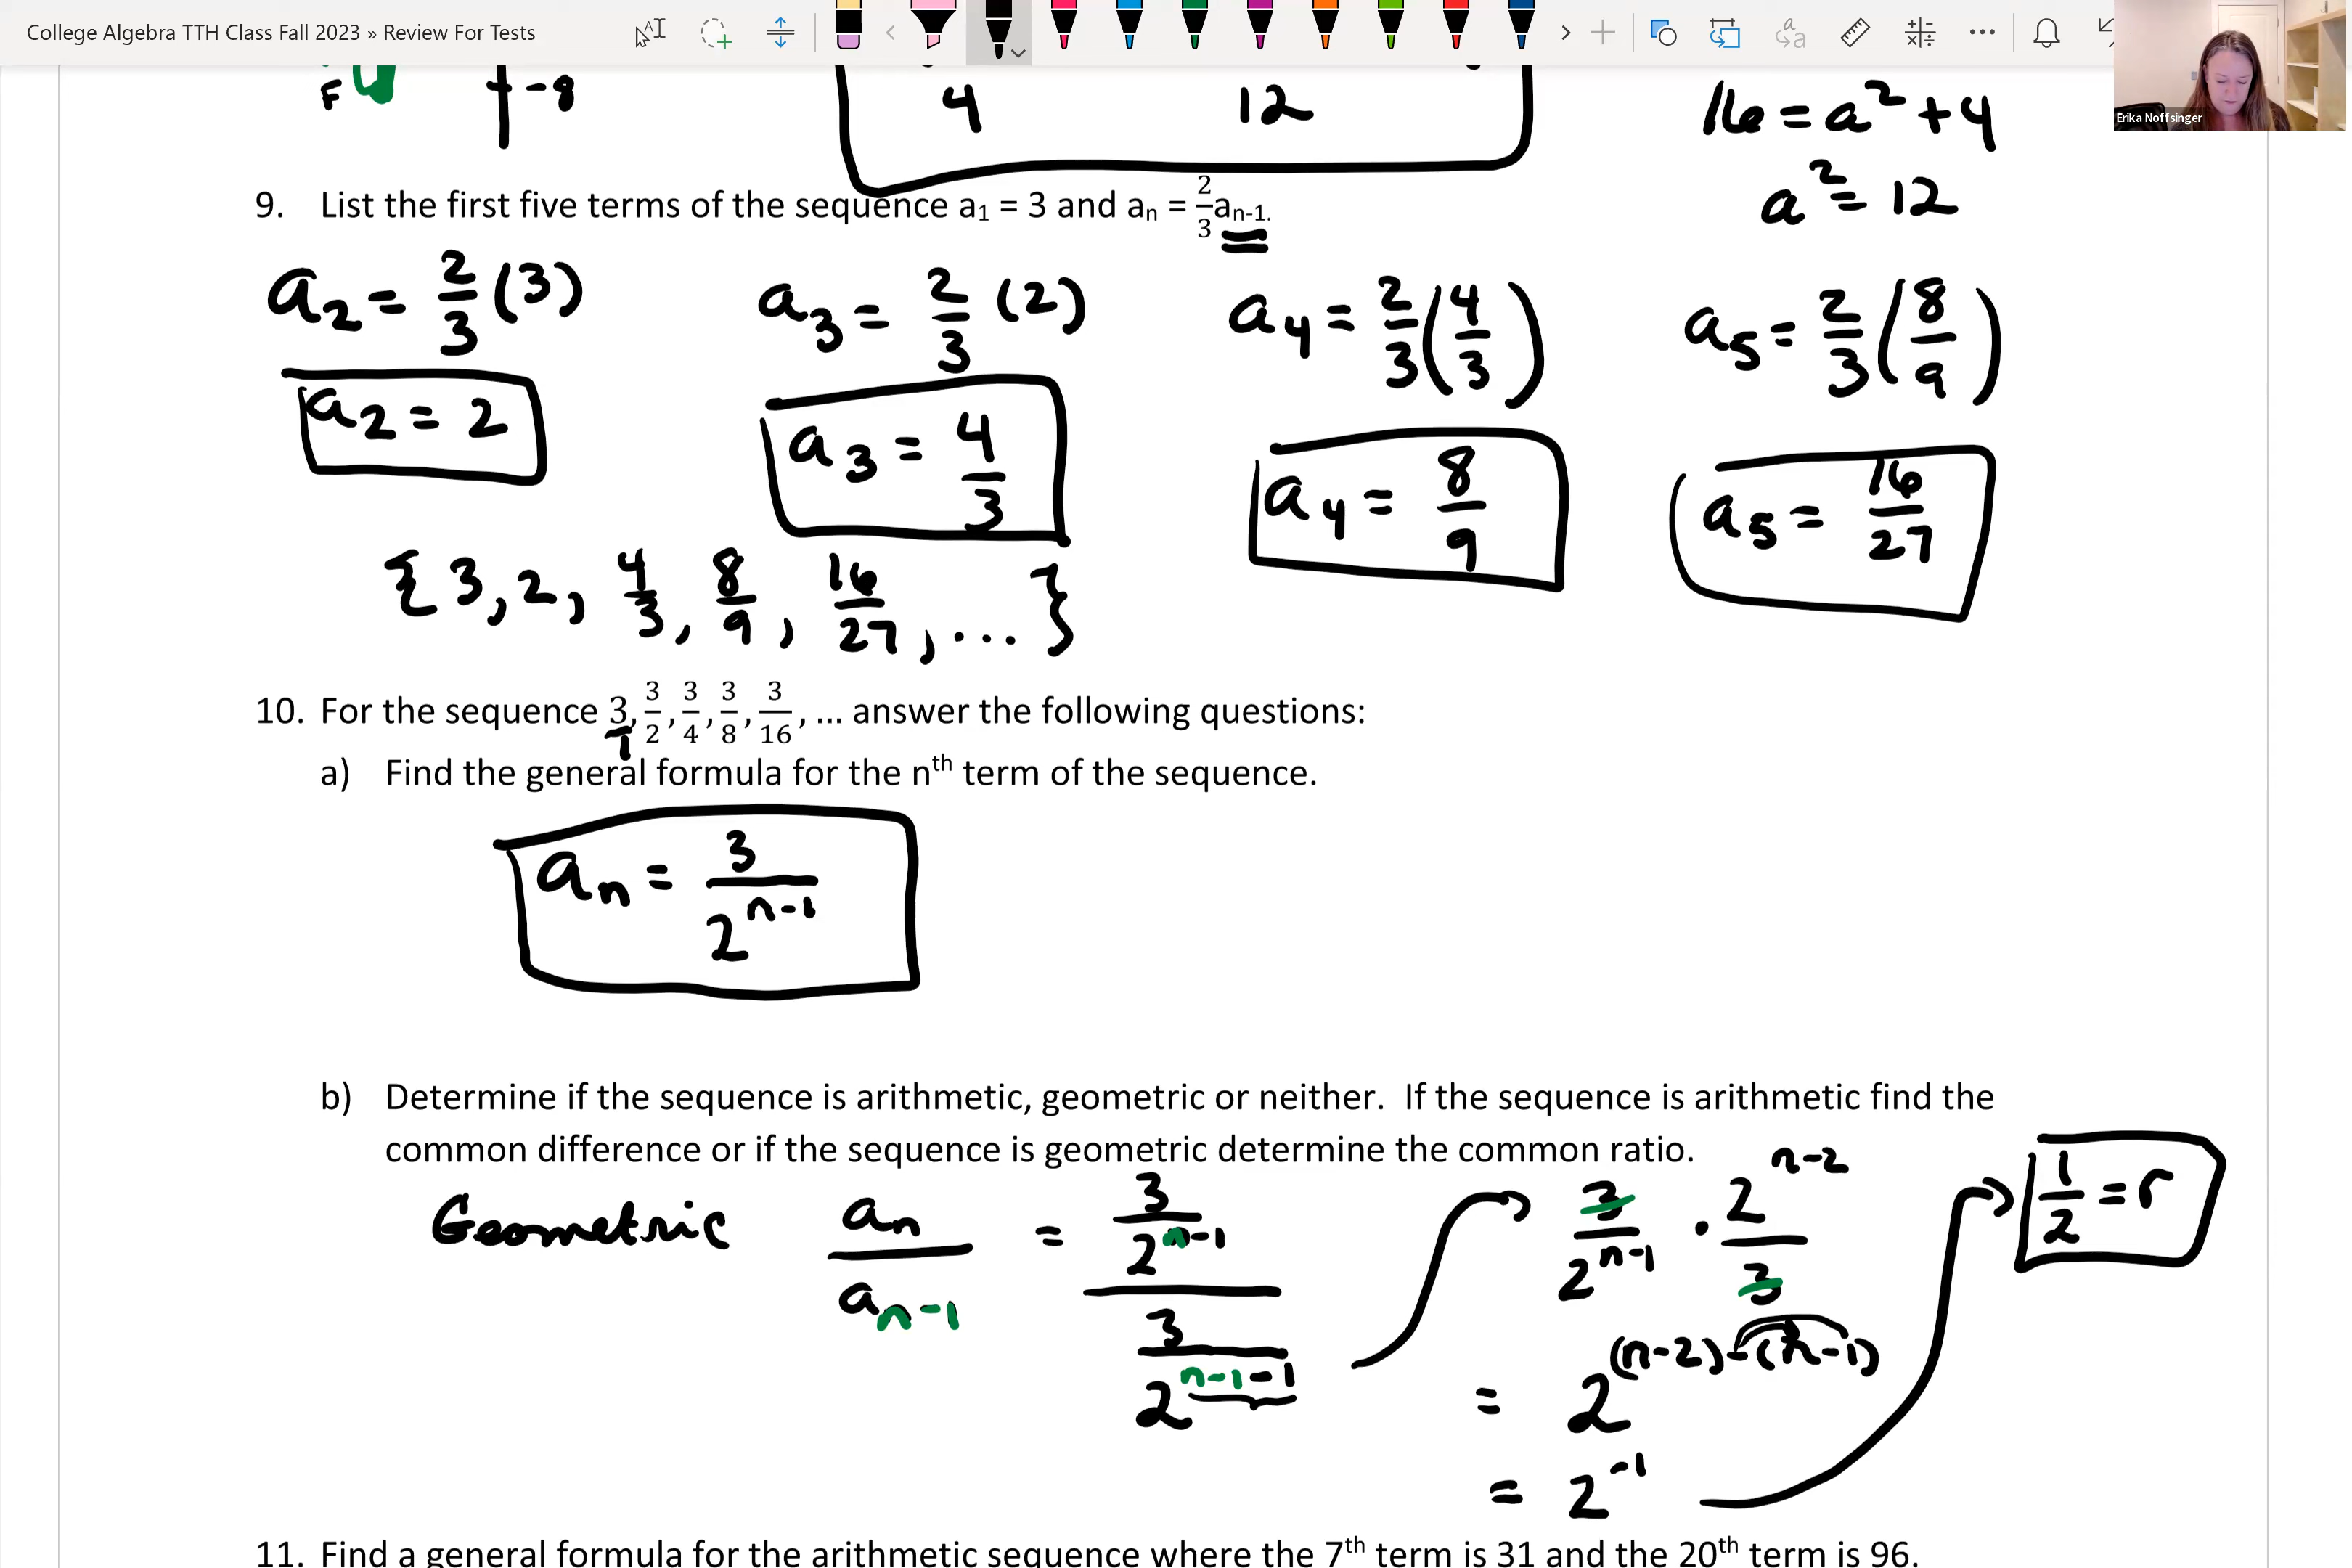 College Algebra TTH Class Fall 2023 » Review For Tests
Erika Noffsinger
F -8
4 12
16 = a² + 4
a² = 12
9. List the first five terms of the sequence a₁ = 3 and aₙ = 2/3 aₙ₋₁.
a₂ = 2/3 (3) a₃ = 2/3 (2) a₄ = 2/3 (4/3) a₅ = 2/3 (8/9)
a₂ = 2 a₃ = 4/3 a₄ = 8/9 a₅ = 16/27
{3, 2, 4/3, 8/9, 16/27, ...}
10. For the sequence 3/1, 3/2, 3/4, 3/8, 3/16, ... answer the following questions:
a) Find the general formula for the nᵗʰ term of the sequence.
aₙ = 3/2ⁿ⁻¹
b) Determine if the sequence is arithmetic, geometric or neither. If the sequence is arithmetic find the
common difference or if the sequence is geometric determine the common ratio.
Geometric aₙ/aₙ₋₁ = (3/2ⁿ⁻¹)/(3/2ⁿ⁻¹⁻¹) 3/2ⁿ⁻¹ · 2ⁿ⁻²/3 1/2 = r
= 2^((n-2)-(n-1))
= 2⁻¹
11. Find a general formula for the arithmetic sequence where the 7ᵗʰ term is 31 and the 20ᵗʰ term is 96.